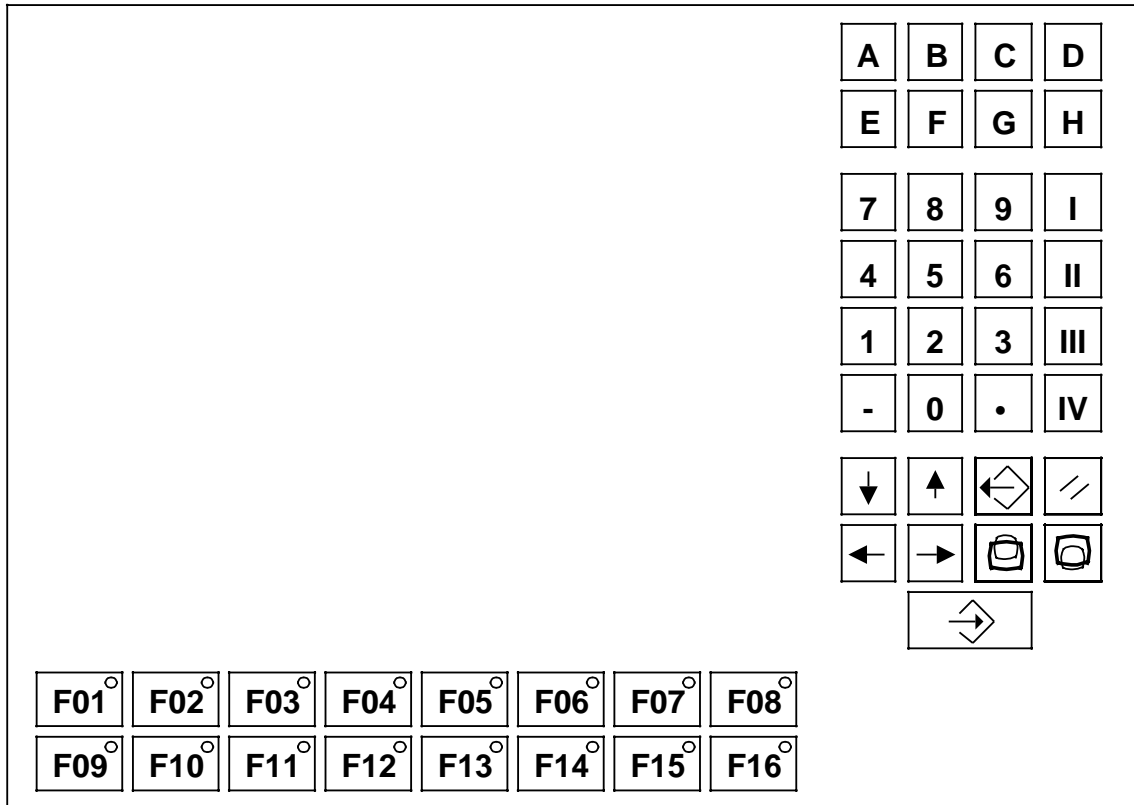 A B C D
E F G H
7 8 9 I
4 5 6 II
1 2 3 III
- 0 • IV
F01 F02 F03 F04 F05 F06 F07 F08
F09 F10 F11 F12 F13 F14 F15 F16